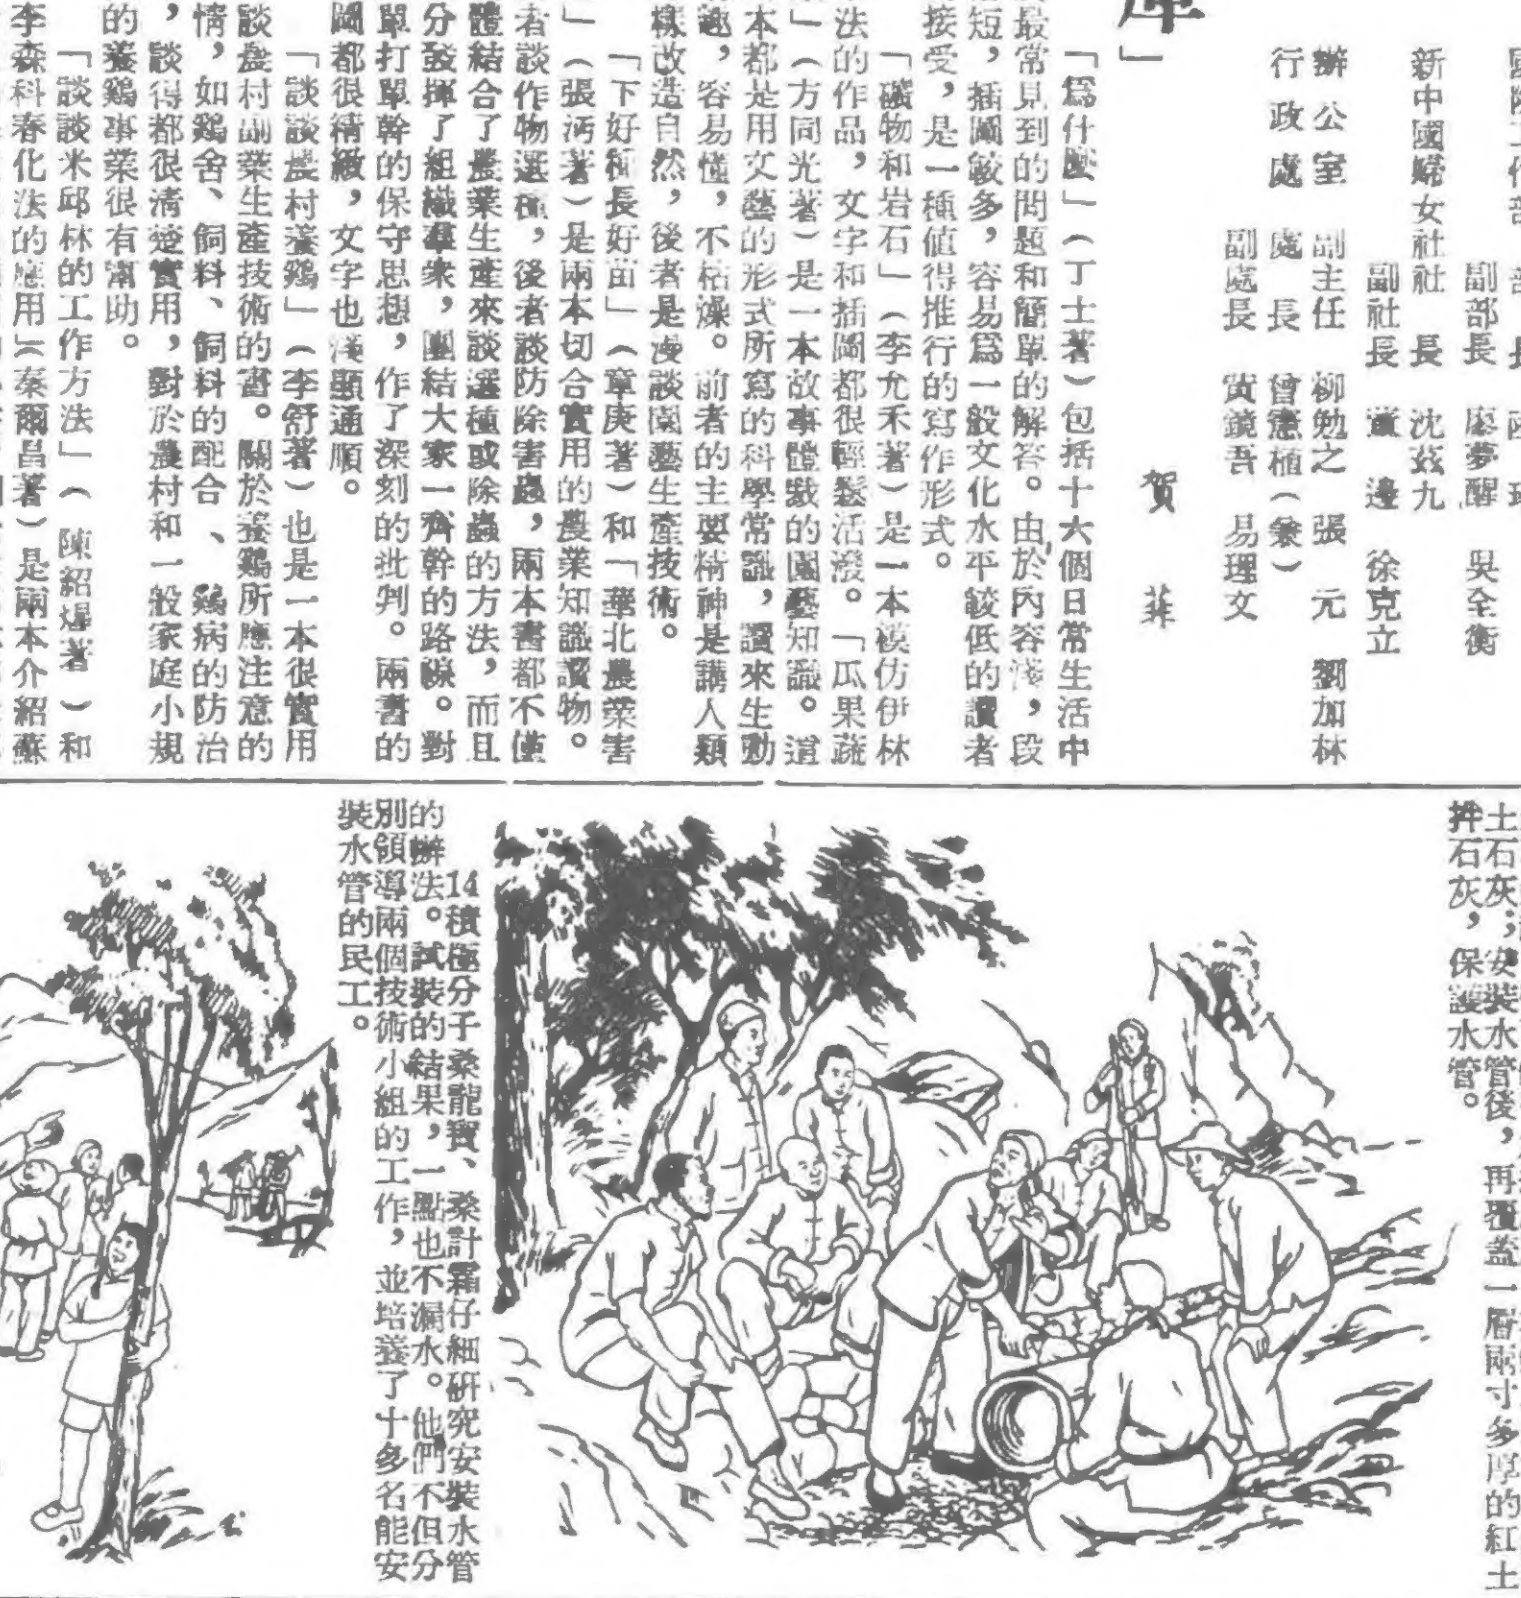 部長
副部長 廖夢醒 吳全衡
新中國婦女社社長 沈茲九
副社長 董邊 徐克立
辦公室副主任 柳勉之 張元 劉加林
行政處處長 曾憲植(兼)
副處長 黃鏡吾 易理文
庫」
賀菲
「爲什麼」(丁士著)包括十六個日常生活中
最常見到的問題和簡單的解答。由於內容淺,段
短,插圖較多,容易爲一般文化水平較低的讀者
接受,是一種值得推行的寫作形式。
「礦物和岩石」(李尤禾著)是一本模仿伊林
法的作品,文字和插圖都很輕鬆活潑。「瓜果蔬
」(方同光著)是一本故事體裁的園藝知識。這
本都是用文藝的形式所寫的科學常識,讀來生動
趣,容易懂,不枯燥。前者的主要精神是講人類
樣改造自然,後者是漫談園藝生產技術。
「下好種長好苗」(章庚著)和「華北農業害
」(張沔著)是兩本切合實用的農業知識讀物。
者談作物選種,後者談防除害蟲,兩本書都不僅
體結合了農業生產來談選種或除蟲的方法,而且
分發揮了組織羣衆,團結大家一齊幹的路線。對
單打單幹的保守思想,作了深刻的批判。兩書的
圖都很精緻,文字也淺顯通順。
「談談農村養鷄」(李舒著)也是一本很實用
談農村副業生產技術的書。關於養鷄所應注意的
情,如鷄舍、飼料、飼料的配合、鷄病的防治
,談得都很清楚實用,對於農村和一般家庭小規
的養鷄事業很有富助。
「談談米邱林的工作方法」(陳紹煋著)和
李森科春化法的應用」(秦爾昌著)是兩本介紹蘇
土石灰;安裝水管後,再覆蓋一層兩寸多厚的紅土
拌石灰,保護水管。
14積極分子桑龍寶、桑計霜仔細研究安裝水管
的辦法。試裝的結果,一點也不漏水。他們不但分
別領導兩個技術小組的工作,並培養了十多名能安
裝水管的民工。